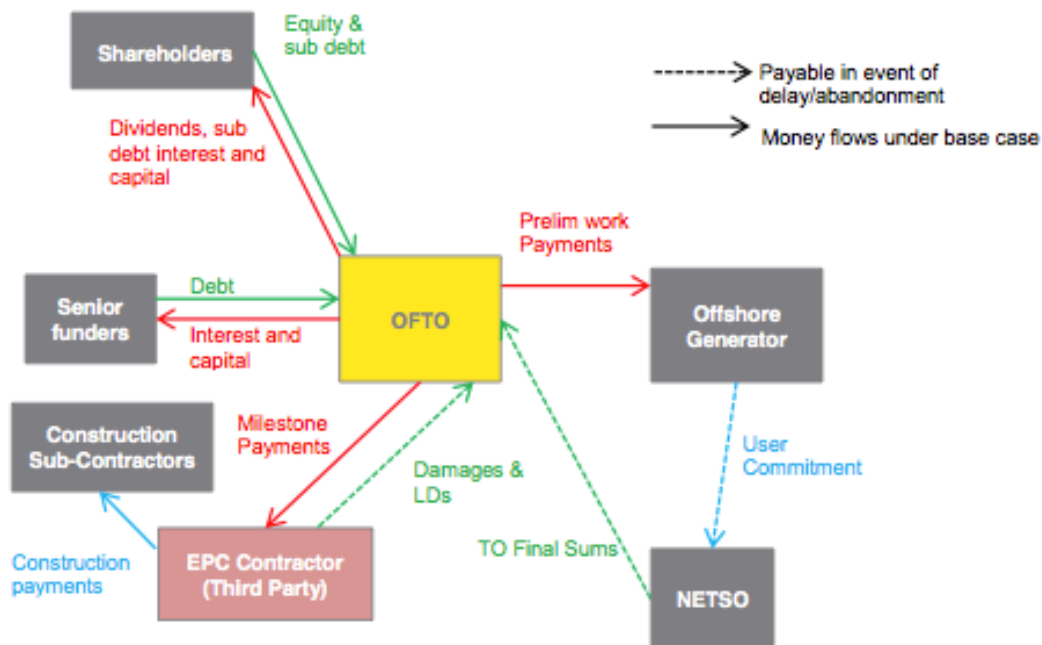 Shareholders
Equity &
sub debt
Payable in event of
delay/abandonment
Money flows under base case
Dividends, sub
debt interest and
capital
Prelim work
Payments
Senior
funders
Debt
Interest and
capital
OFTO
Offshore
Generator
Construction
Sub-Contractors
Milestone
Payments
Damages &
LDs
User
Commitment
TO Final Sums
Construction
payments
EPC Contractor
(Third Party)
NETSO